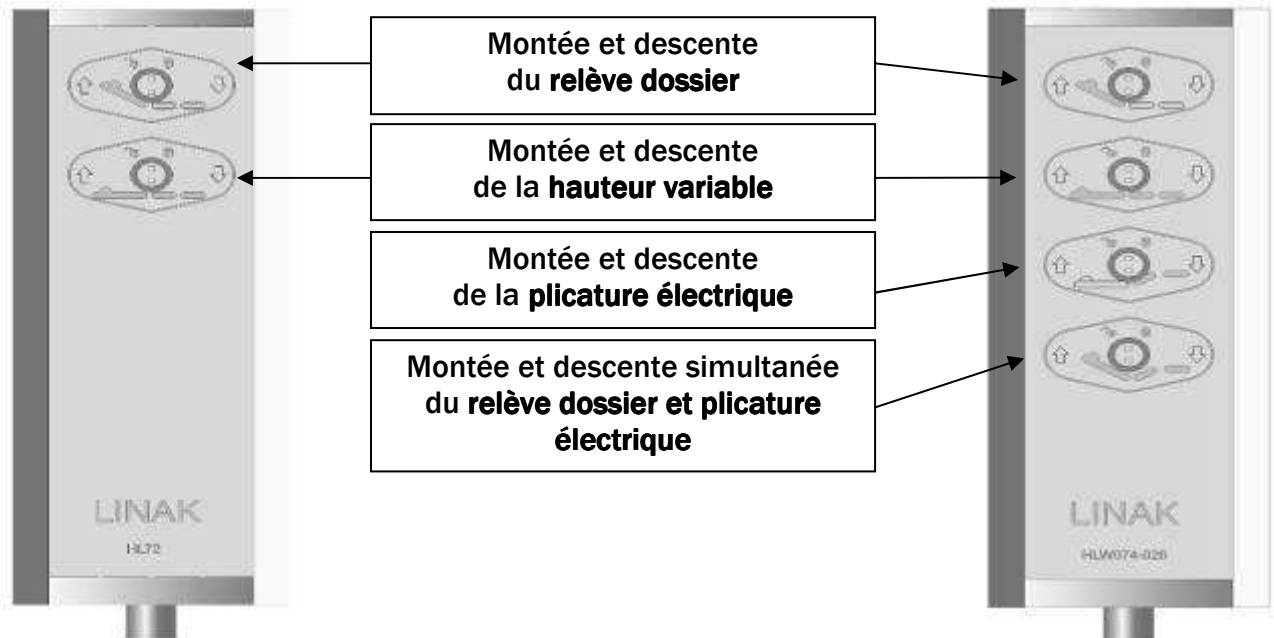 Montée et descente
du relève dossier
Montée et descente
de la hauteur variable
Montée et descente
de la plicature électrique
Montée et descente simultanée
du relève dossier et plicature
électrique
LINAK
HL72
LINAK
HLW074-026